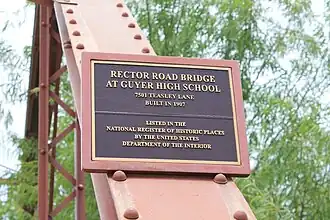 RECTOR ROAD BRIDGE
AT GUYER HIGH SCHOOL
7501 TEASLEY LANE
BUILT IN 1907
LISTED IN THE
NATIONAL REGISTER OF HISTORIC PLACES
BY THE UNITED STATES
DEPARTMENT OF THE INTERIOR